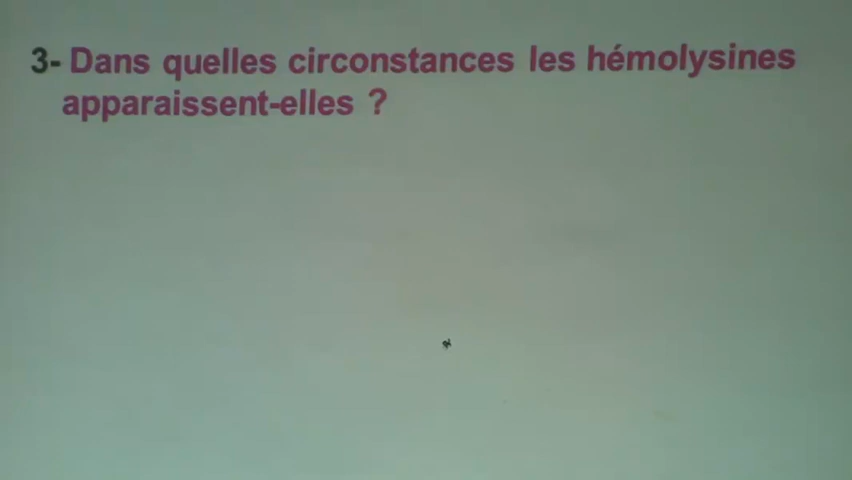 3- Dans quelles circonstances les hémolysines
apparaissent-elles ?